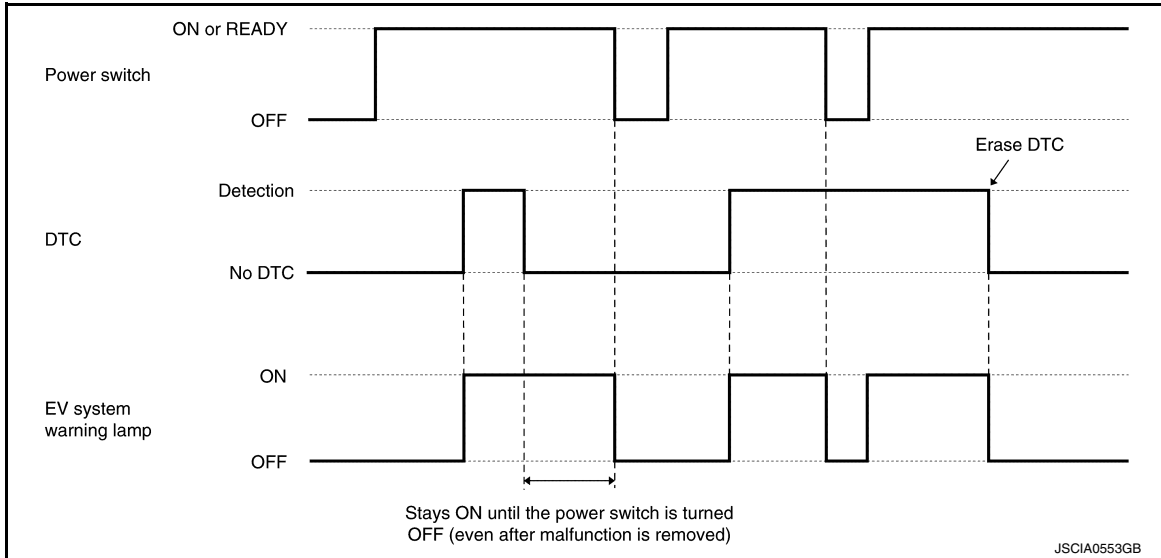 ON or READY
Power switch
OFF
Erase DTC
Detection
DTC
No DTC
ON
EV system
warning lamp
OFF
Stays ON until the power switch is turned
OFF (even after malfunction is removed)
JSCIA0553GB